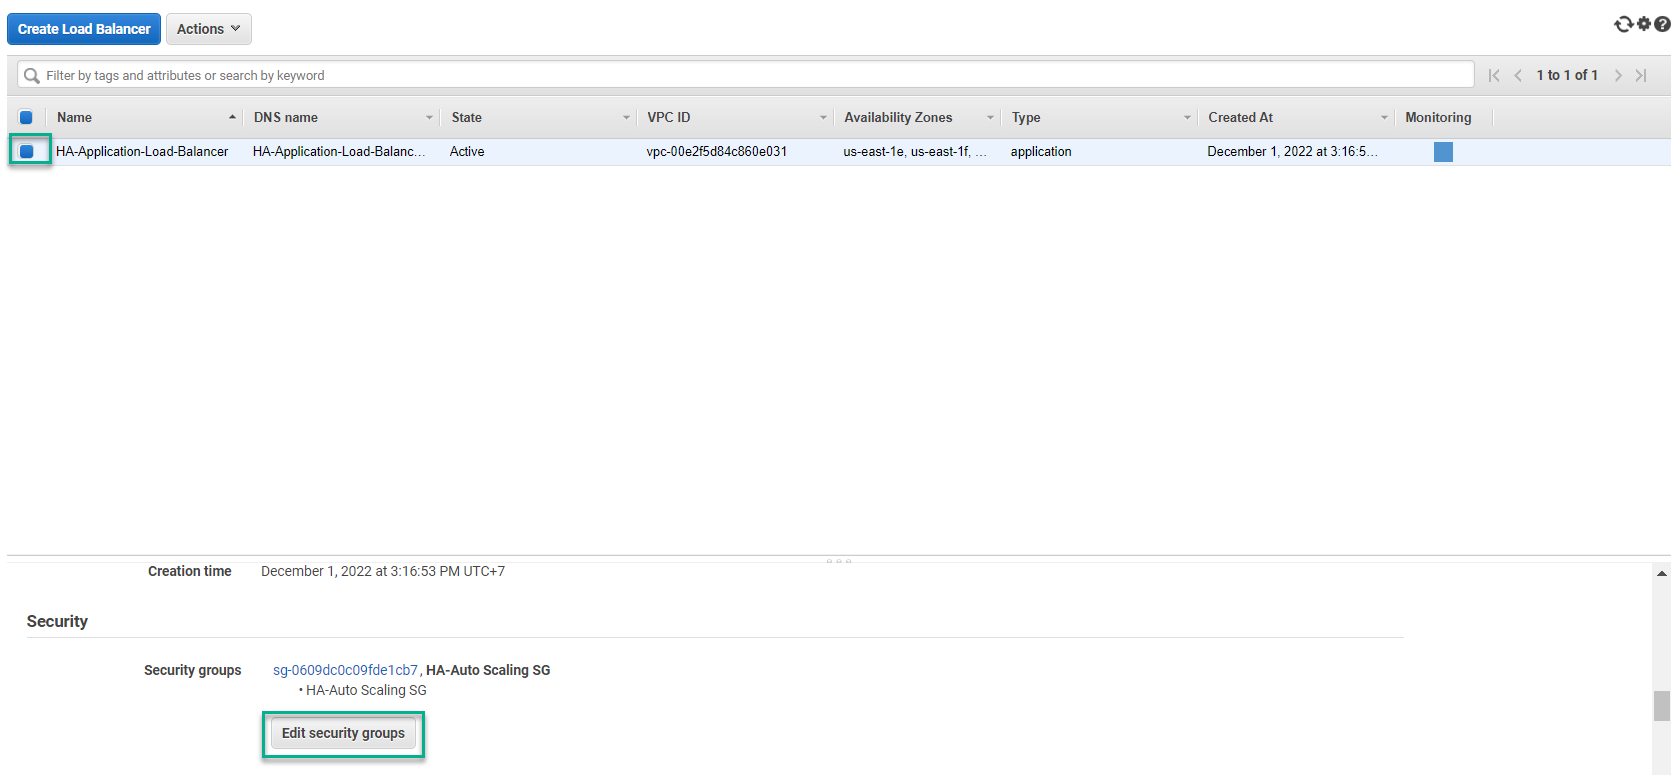 Create Load Balancer Actions
Filter by tags and attributes or search by keyword 1 to 1 of 1
Name DNS name State VPC ID Availability Zones Type Created At Monitoring
HA-Application-Load-Balancer HA-Application-Load-Balanc... Active vpc-00e2f5d84c860e031 us-east-1e, us-east-1f, ... application December 1, 2022 at 3:16:5...
Creation time December 1, 2022 at 3:16:53 PM UTC+7
Security
Security groups sg-0609dc0c09fde1cb7, HA-Auto Scaling SG
• HA-Auto Scaling SG
Edit security groups